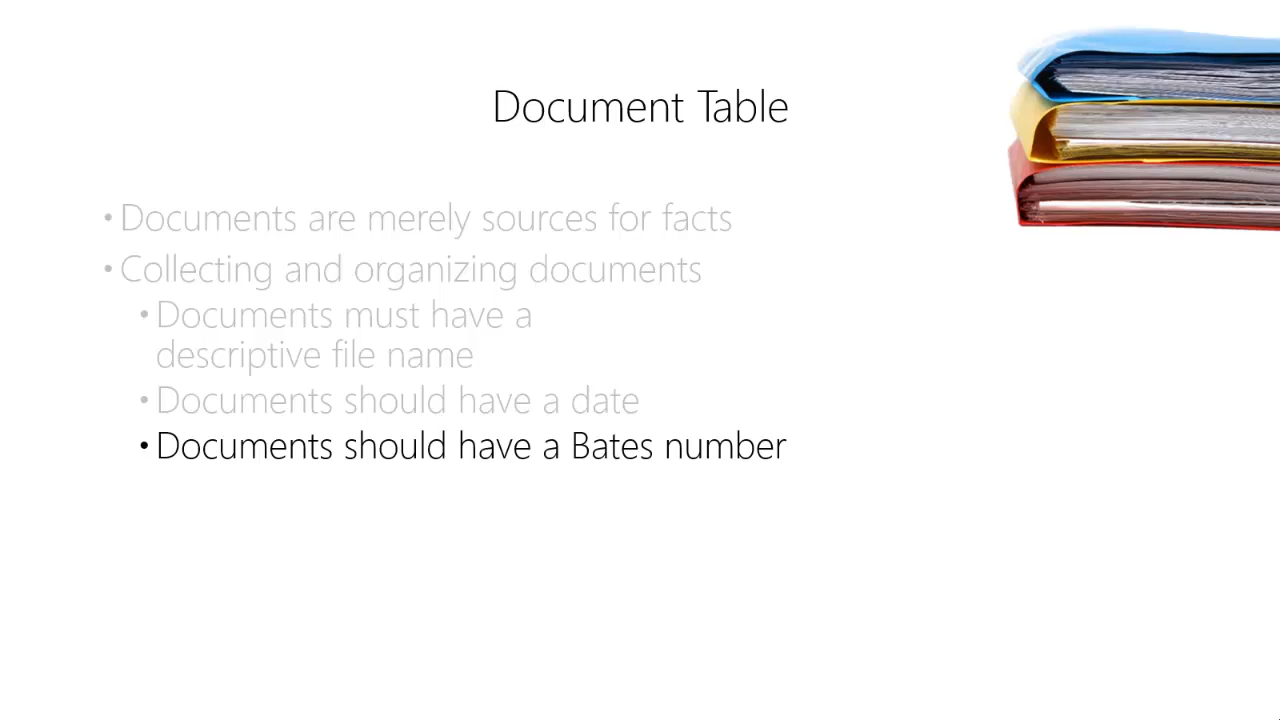 Document Table
• Documents are merely sources for facts
• Collecting and organizing documents
• Documents must have a
descriptive file name
• Documents should have a date
• Documents should have a Bates number